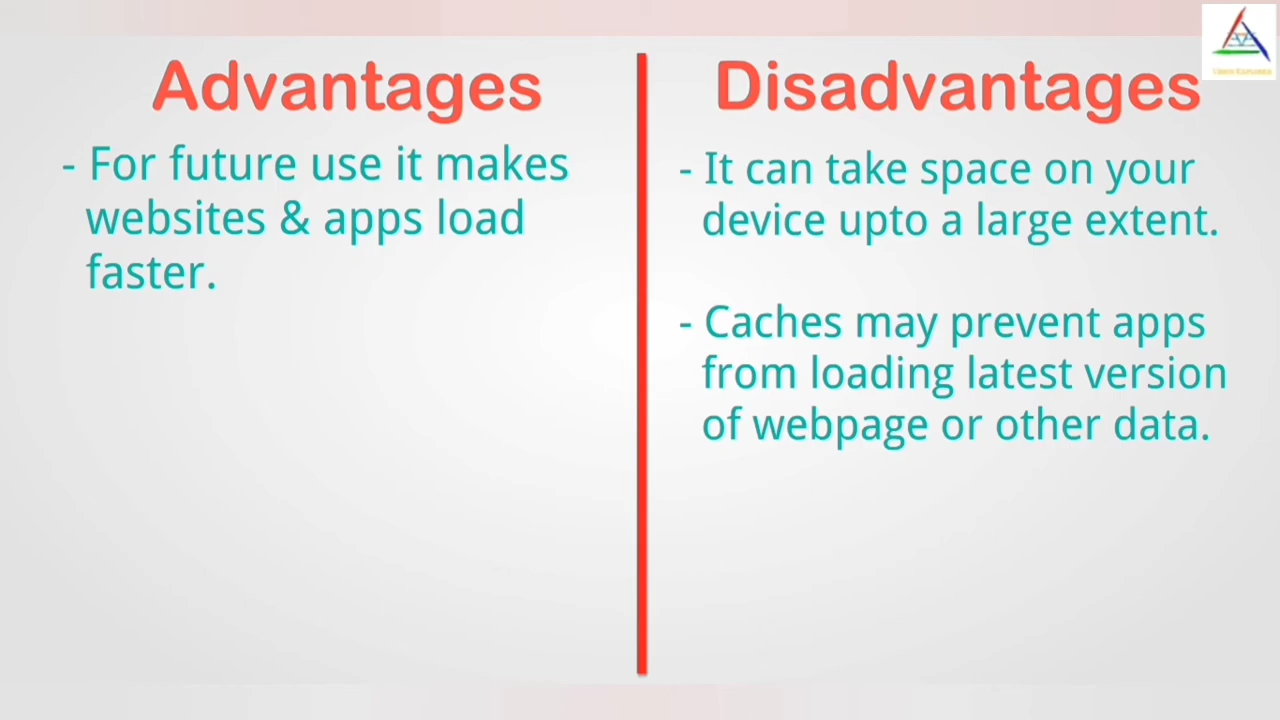 Advantages
- For future use it makes
websites & apps load
faster.
Disadvantages
- It can take space on your
device upto a large extent.
- Caches may prevent apps
from loading latest version
of webpage or other data.